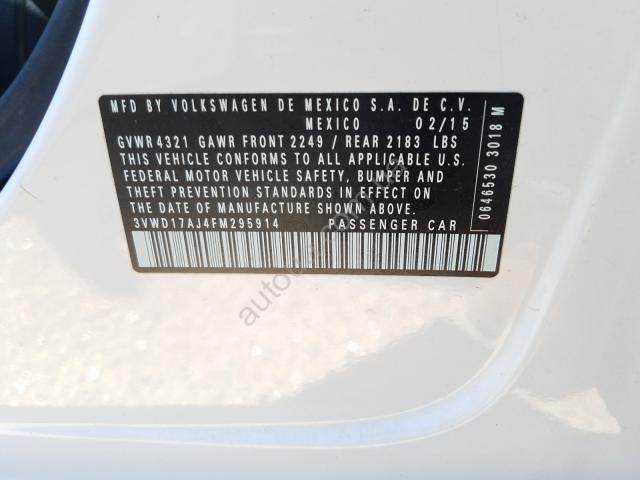 MFD BY VOLKSWAGEN DE MEXICO S.A. DE C.V.
MEXICO 02/15
GVWR 4321 GAWR FRONT 2249 / REAR 2183 LBS
THIS VEHICLE CONFORMS TO ALL APPLICABLE U.S.
FEDERAL MOTOR VEHICLE SAFETY, BUMPER AND
THEFT PREVENTION STANDARDS IN EFFECT ON
THE DATE OF MANUFACTURE SHOWN ABOVE.
3VWD17AJ4FM295914 PASSENGER CAR
0646530 3018 M